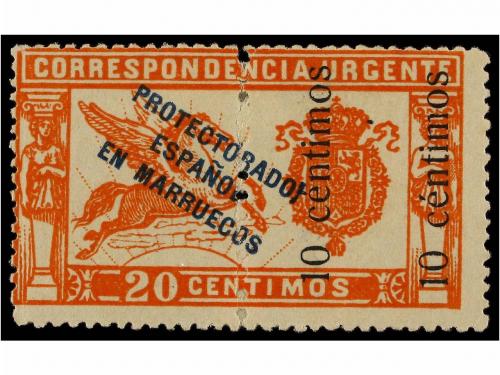 CORRESPONDENCIA URGENTE
PROTECTORADO
ESPAÑOL
EN MARRUECOS
10 céntimos
10 céntimos
20 CENTIMOS